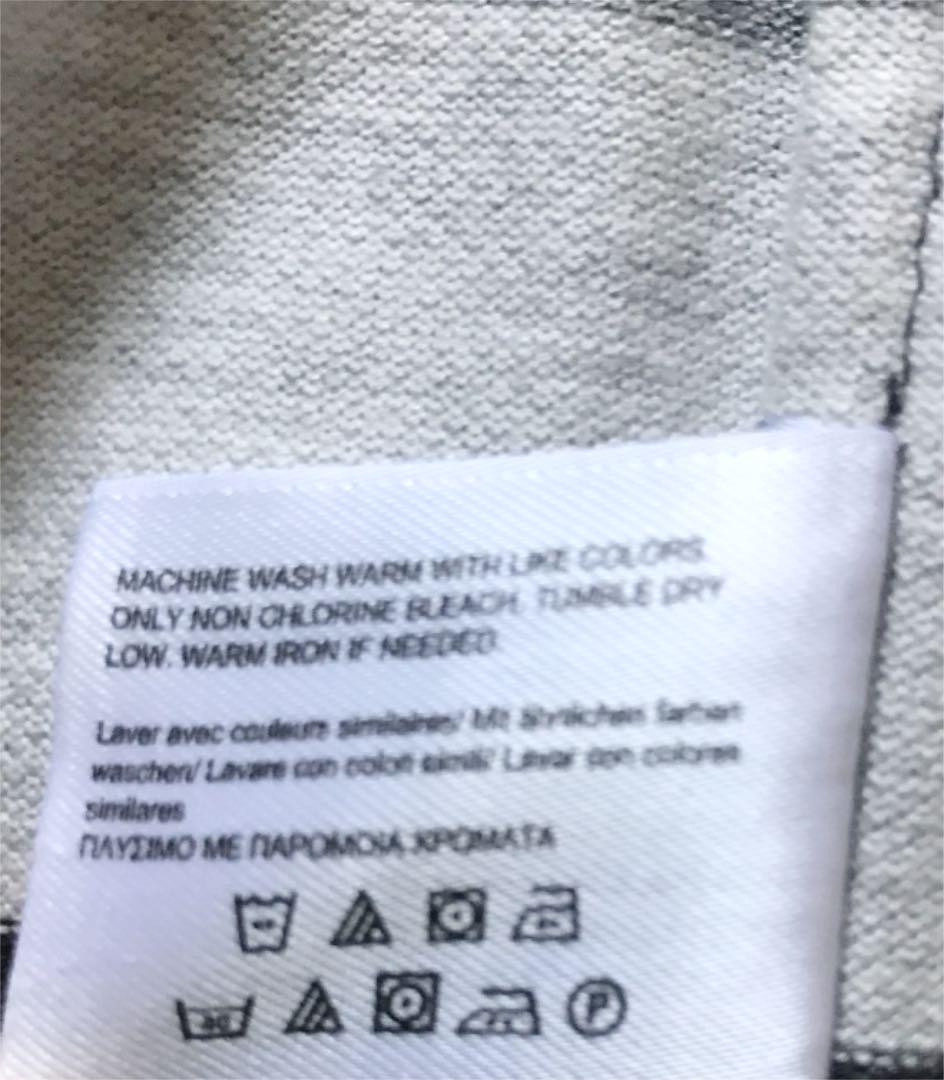 MACHINE WASH WARM WITH LIKE COLORS.
ONLY NON CHLORINE BLEACH. TUMBLE DRY
LOW. WARM IRON IF NEEDED.
Laver avec couleurs similaires/ Mit ähnlichen farben
waschen/ Lavare con colori simili/ Lavar con colores
similares
ΠΛΥΣΙΜΟ ΜΕ ΠΑΡΟΜΟΙΑ ΧΡΩΜΑΤΑ
P